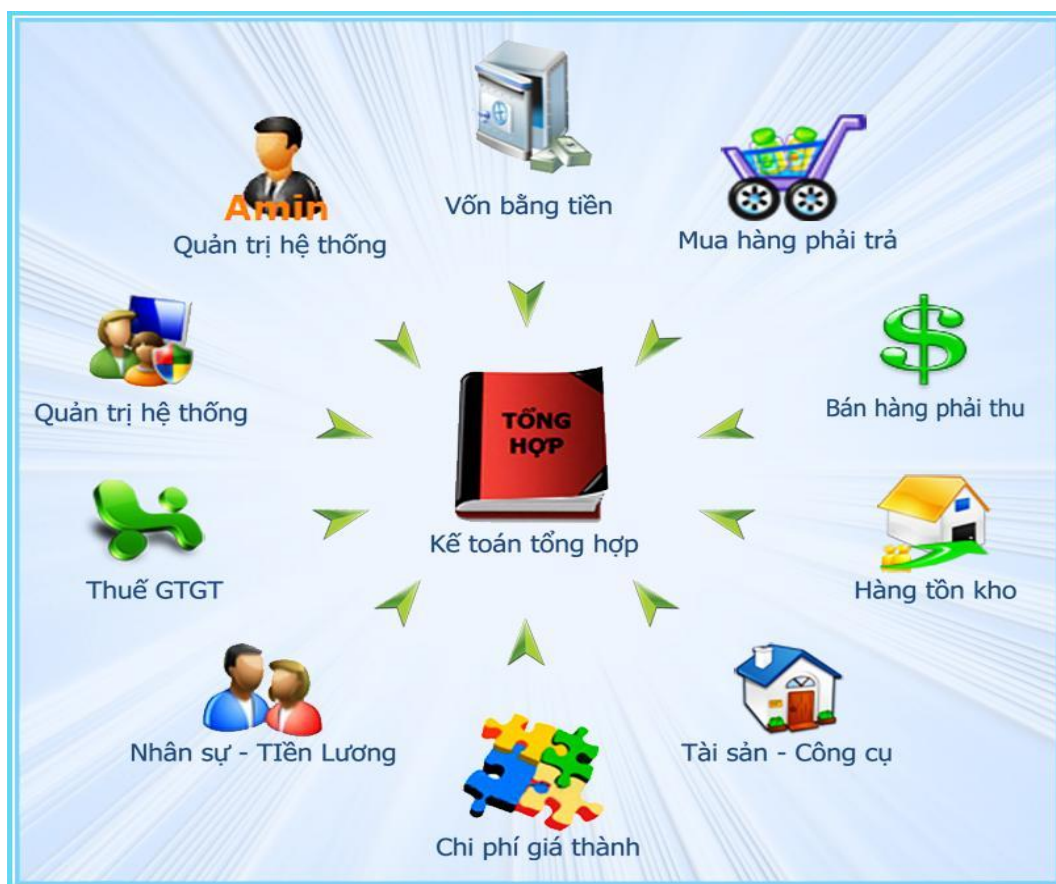 Vốn bằng tiền
Amin
Quản trị hệ thống
Mua hàng phải trả
Quản trị hệ thống
Bán hàng phải thu
TỔNG
HỢP
Kế toán tổng hợp
Thuế GTGT
Hàng tồn kho
Nhân sự - TIền Lương
Tài sản - Công cụ
Chi phí giá thành